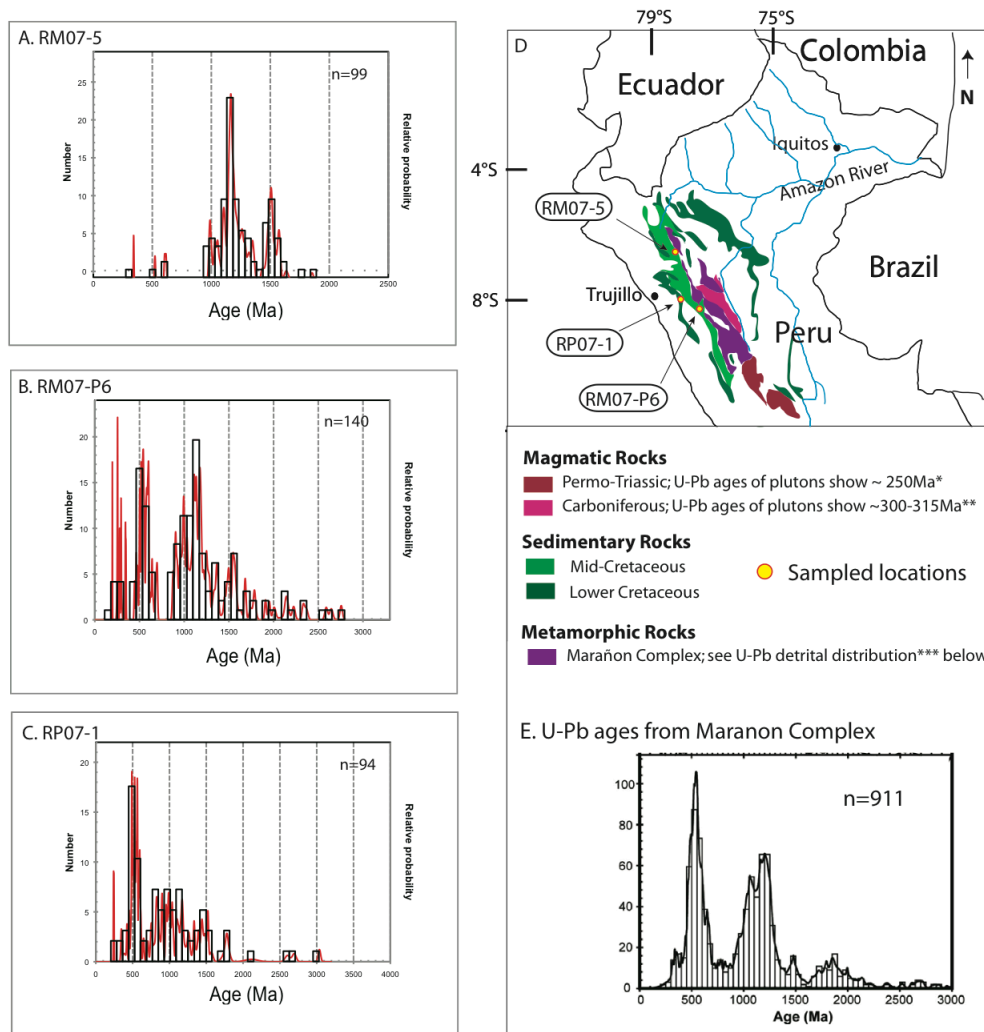 A. RM07-5
n=99
25
20
15
10
5
0
Number
Relative probability
0 500 1000 1500 2000 2500
Age (Ma)
B. RM07-P6
n=140
20
15
10
5
0
Number
Relative probability
0 500 1000 1500 2000 2500 3000
Age (Ma)
C. RP07-1
n=94
20
15
10
5
0
Number
Relative probability
0 500 1000 1500 2000 2500 3000 3500 4000
Age (Ma)
79°S 75°S
D
Colombia
Ecuador
N
Iquitos
4°S
Amazon River
RM07-5
Brazil
Trujillo
8°S
Peru
RP07-1
RM07-P6
Magmatic Rocks
Permo-Triassic; U-Pb ages of plutons show ~ 250Ma*
Carboniferous; U-Pb ages of plutons show ~300-315Ma**
Sedimentary Rocks
Mid-Cretaceous
Sampled locations
Lower Cretaceous
Metamorphic Rocks
Marañon Complex; see U-Pb detrital distribution*** below
E. U-Pb ages from Maranon Complex
n=911
100
80
60
40
20
0
0 500 1000 1500 2000 2500 3000
Age (Ma)